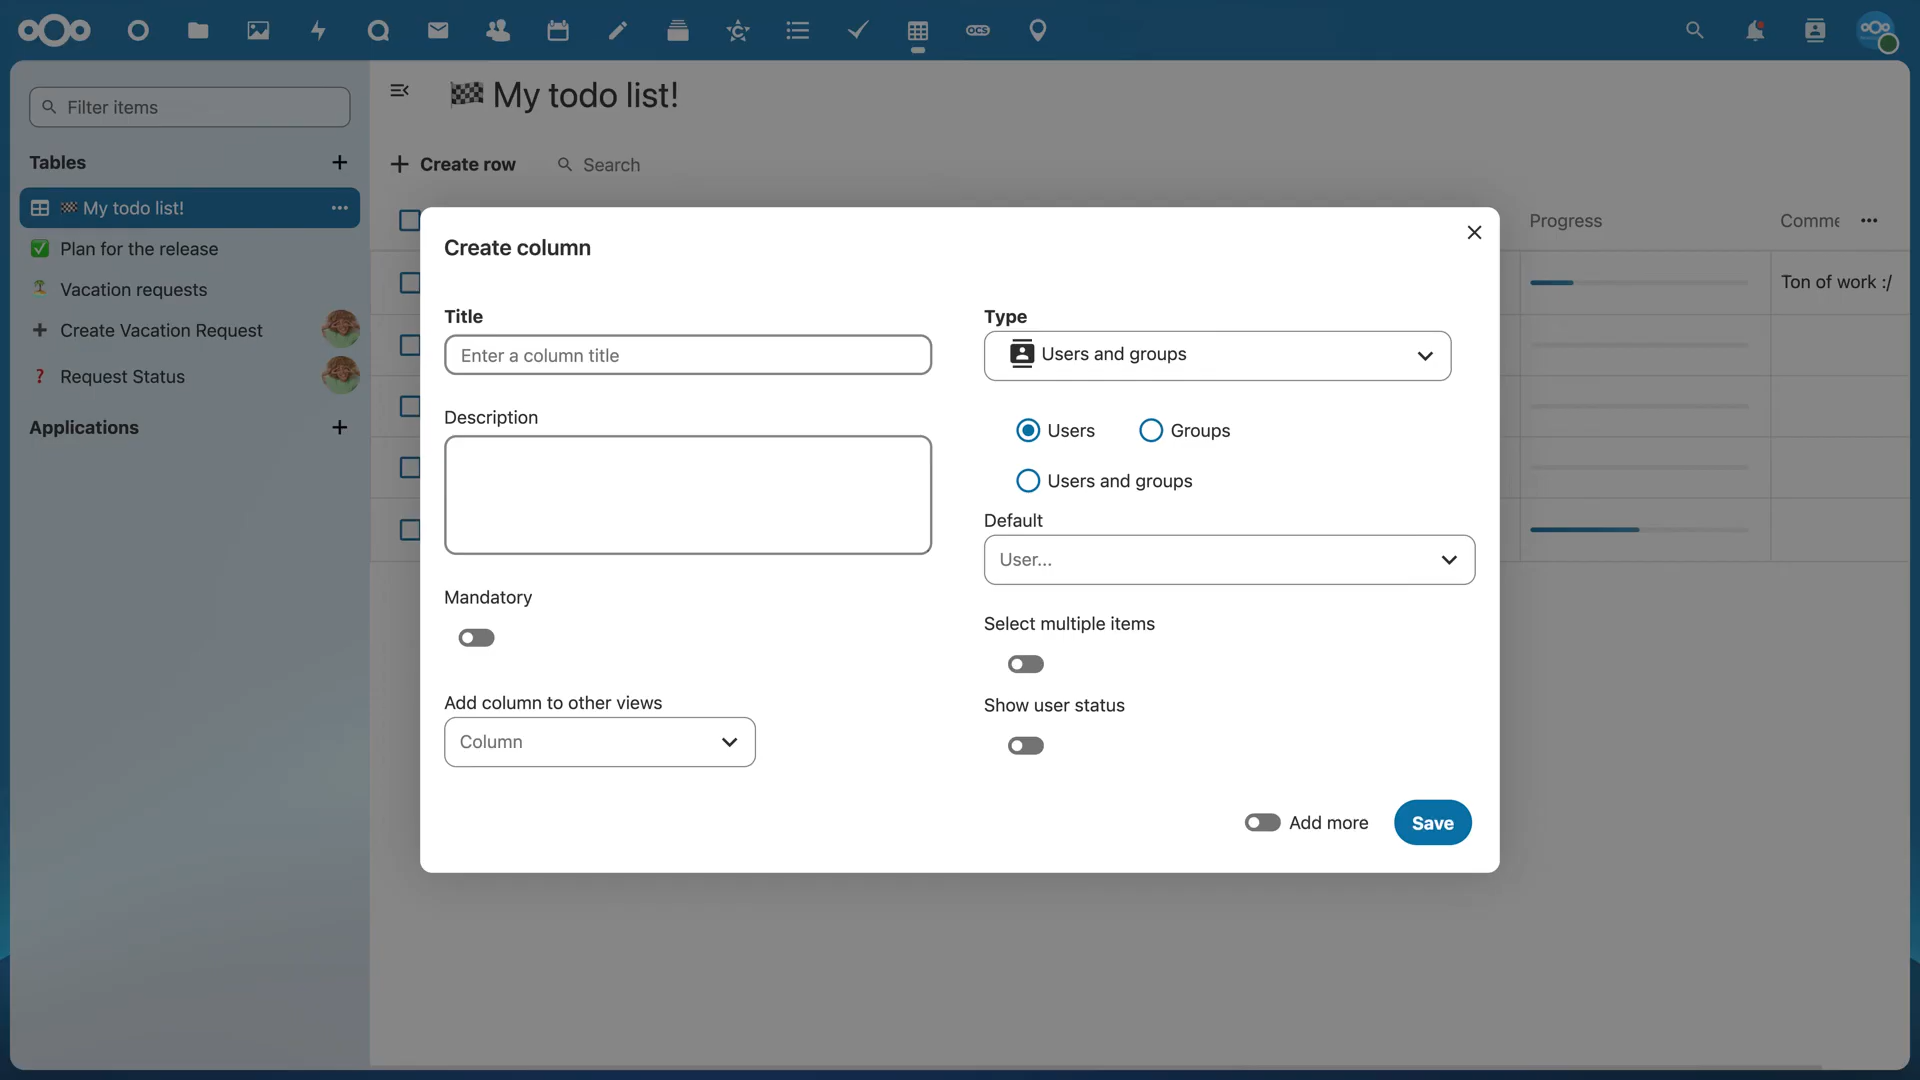 Filter items
Tables
My todo list!
Plan for the release
Vacation requests
Create Vacation Request
? Request Status
Applications
My todo list!
Create row
Search
Progress
Comme
Ton of work :/
Create column
Title
Enter a column title
Description
Mandatory
Add column to other views
Column
Type
Users and groups
Users
Groups
Users and groups
Default
User...
Select multiple items
Show user status
Add more
Save
OCS